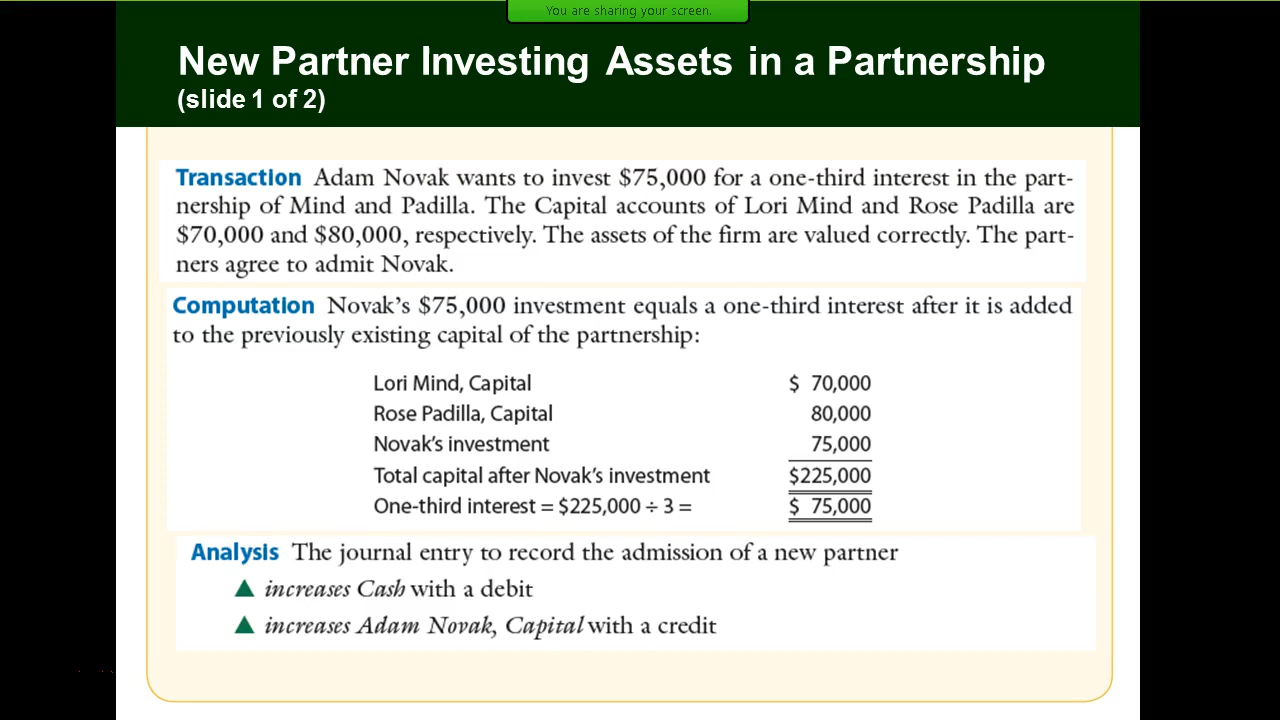 You are sharing your screen.
New Partner Investing Assets in a Partnership
(slide 1 of 2)
Transaction Adam Novak wants to invest $75,000 for a one-third interest in the part-
nership of Mind and Padilla. The Capital accounts of Lori Mind and Rose Padilla are
$70,000 and $80,000, respectively. The assets of the firm are valued correctly. The part-
ners agree to admit Novak.
Computation Novak's $75,000 investment equals a one-third interest after it is added
to the previously existing capital of the partnership:
Lori Mind, Capital $ 70,000
Rose Padilla, Capital 80,000
Novak's investment 75,000
Total capital after Novak's investment $225,000
One-third interest = $225,000 ÷ 3 = $ 75,000
Analysis The journal entry to record the admission of a new partner
▲ increases Cash with a debit
▲ increases Adam Novak, Capital with a credit